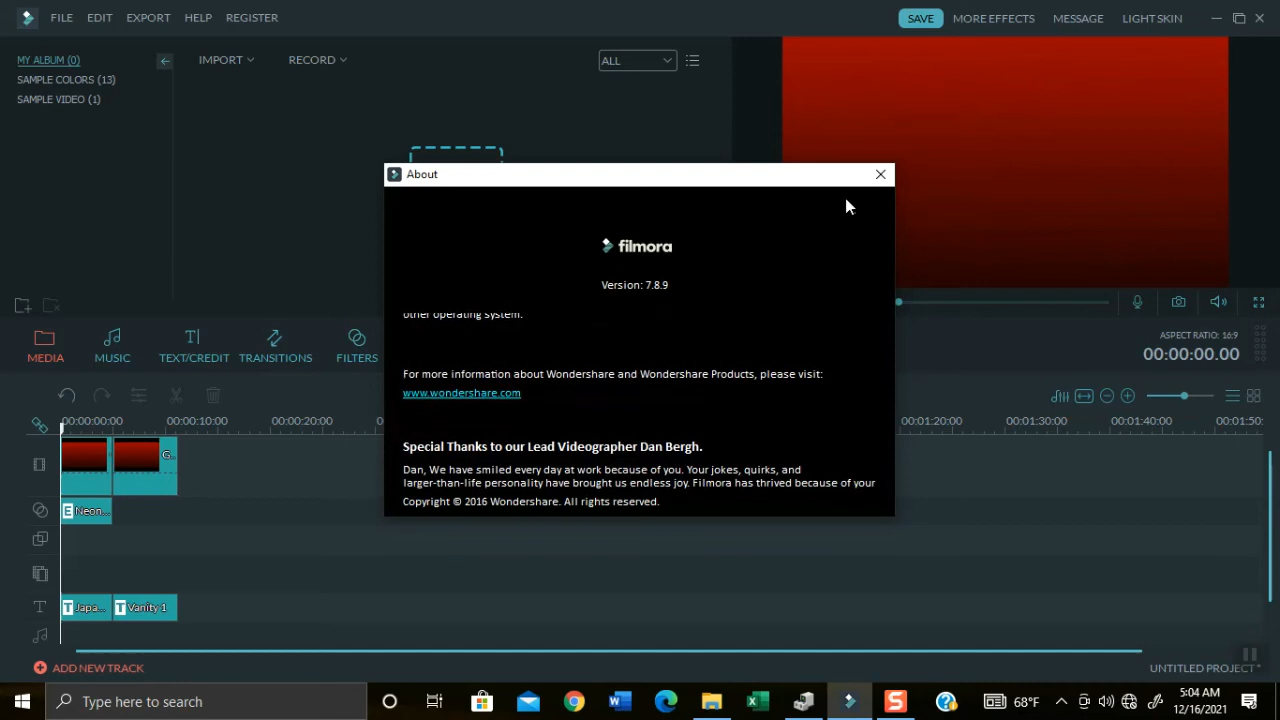 FILE EDIT EXPORT HELP REGISTER SAVE MORE EFFECTS MESSAGE LIGHT SKIN
MY ALBUM (0)
SAMPLE COLORS (13)
SAMPLE VIDEO (1)
IMPORT RECORD ALL
About
filmora
Version: 7.8.9
other operating system.
For more information about Wondershare and Wondershare Products, please visit:
www.wondershare.com
Special Thanks to our Lead Videographer Dan Bergh.
Dan, We have smiled every day at work because of you. Your jokes, quirks, and
larger-than-life personality have brought us endless joy. Filmora has thrived because of your
Copyright © 2016 Wondershare. All rights reserved.
MEDIA MUSIC TEXT/CREDIT TRANSITIONS FILTERS
ASPECT RATIO: 16:9
00:00:00.00
00:00:00:00 00:00:10:00 00:00:20:00 00:01:20:00 00:01:30:00 00:01:40:00 00:01:50:
G..
E Neon...
T Japa... T Vanity 1
ADD NEW TRACK
UNTITLED PROJECT *
Type here to search
68°F
5:04 AM
12/16/2021